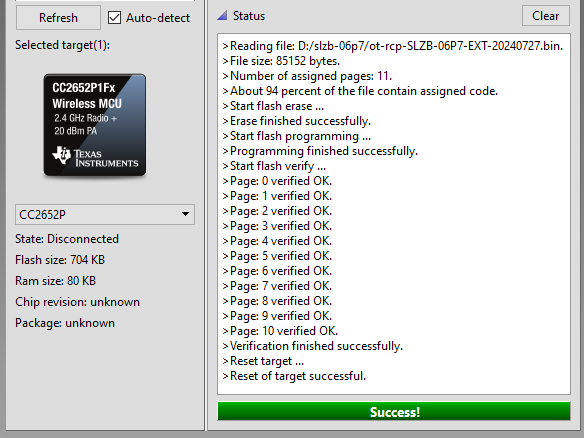 Refresh
Auto-detect
Selected target(1):
CC2652P1Fx
Wireless MCU
2.4 GHz Radio +
20 dBm PA
TEXAS
INSTRUMENTS
CC2652P
State: Disconnected
Flash size: 704 KB
Ram size: 80 KB
Chip revision: unknown
Package: unknown
Status
Clear
>Reading file: D:/slzb-06p7/ot-rcp-SLZB-06P7-EXT-20240727.bin.
>File size: 85152 bytes.
>Number of assigned pages: 11.
>About 94 percent of the file contain assigned code.
>Start flash erase ...
>Erase finished successfully.
>Start flash programming ...
>Programming finished successfully.
>Start flash verify ...
>Page: 0 verified OK.
>Page: 1 verified OK.
>Page: 2 verified OK.
>Page: 3 verified OK.
>Page: 4 verified OK.
>Page: 5 verified OK.
>Page: 6 verified OK.
>Page: 7 verified OK.
>Page: 8 verified OK.
>Page: 9 verified OK.
>Page: 10 verified OK.
>Verification finished successfully.
>Reset target ...
>Reset of target successful.
Success!